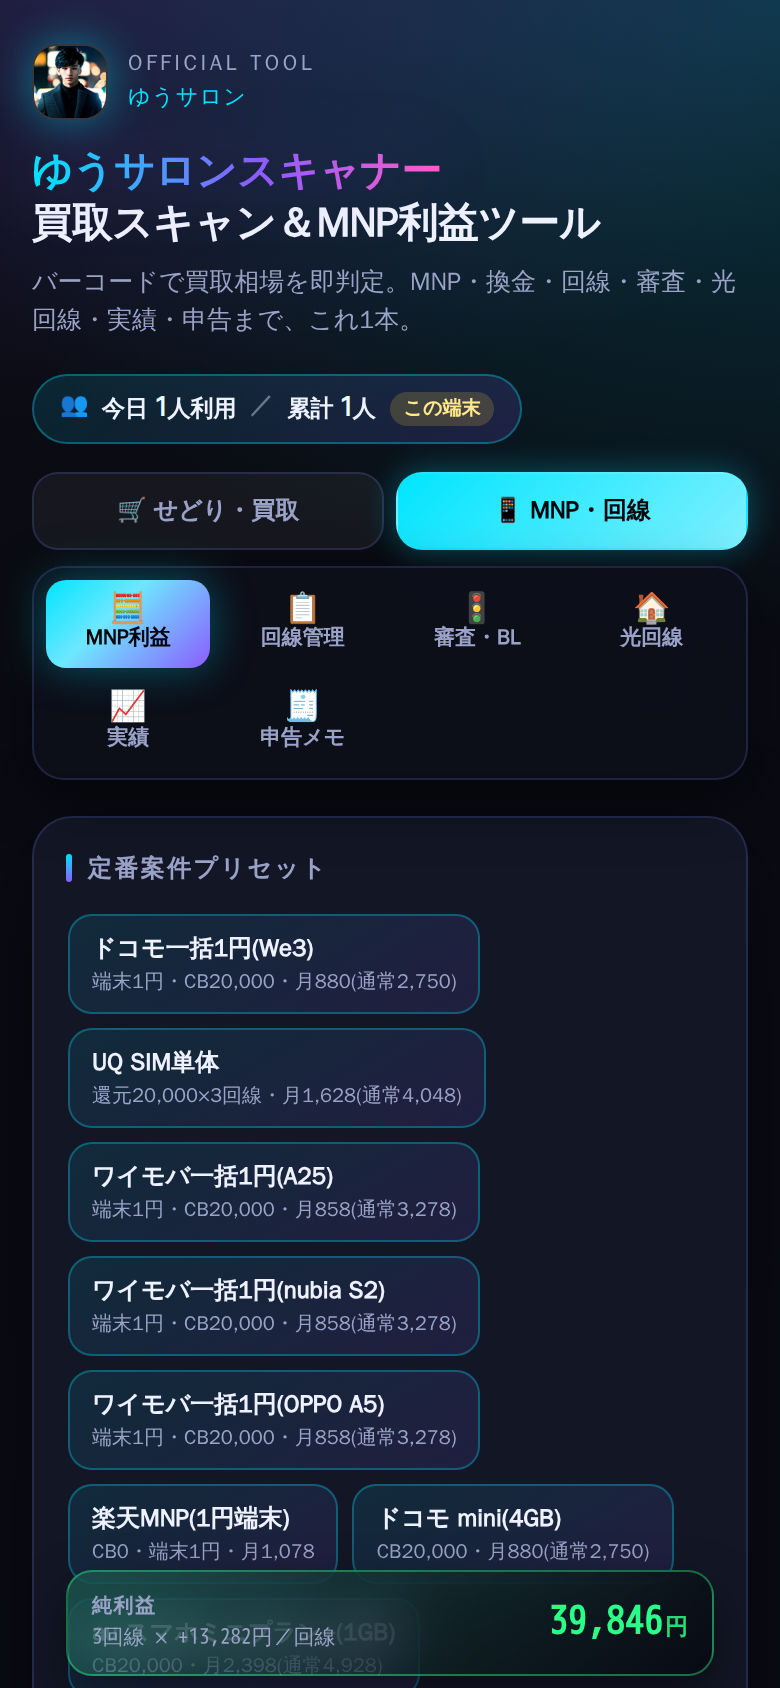 OFFICIAL TOOL
ゆうサロン
ゆうサロンスキャナー
買取スキャン＆MNP利益ツール
バーコードで買取相場を即判定。MNP・換金・回線・審査・光
回線・実績・申告まで、これ1本。
👥 今日 1人利用 ／ 累計 1人 この端末
🛒 せどり・買取
📱 MNP・回線
🧮 MNP利益
📋 回線管理
🚦 審査・BL
🏠 光回線
📈 実績
🧾 申告メモ
定番案件プリセット
ドコモ一括1円(We3)
端末1円・CB20,000・月880(通常2,750)
UQ SIM単体
還元20,000×3回線・月1,628(通常4,048)
ワイモバ一括1円(A25)
端末1円・CB20,000・月858(通常3,278)
ワイモバ一括1円(nubia S2)
端末1円・CB20,000・月858(通常3,278)
ワイモバ一括1円(OPPO A5)
端末1円・CB20,000・月858(通常3,278)
楽天MNP(1円端末)
CB0・端末1円・月1,078
ドコモ mini(4GB)
CB20,000・月880(通常2,750)
純利益
3回線 × +13,282円/回線
39,846円
(1GB)
CB20,000・月2,398(通常4,928)